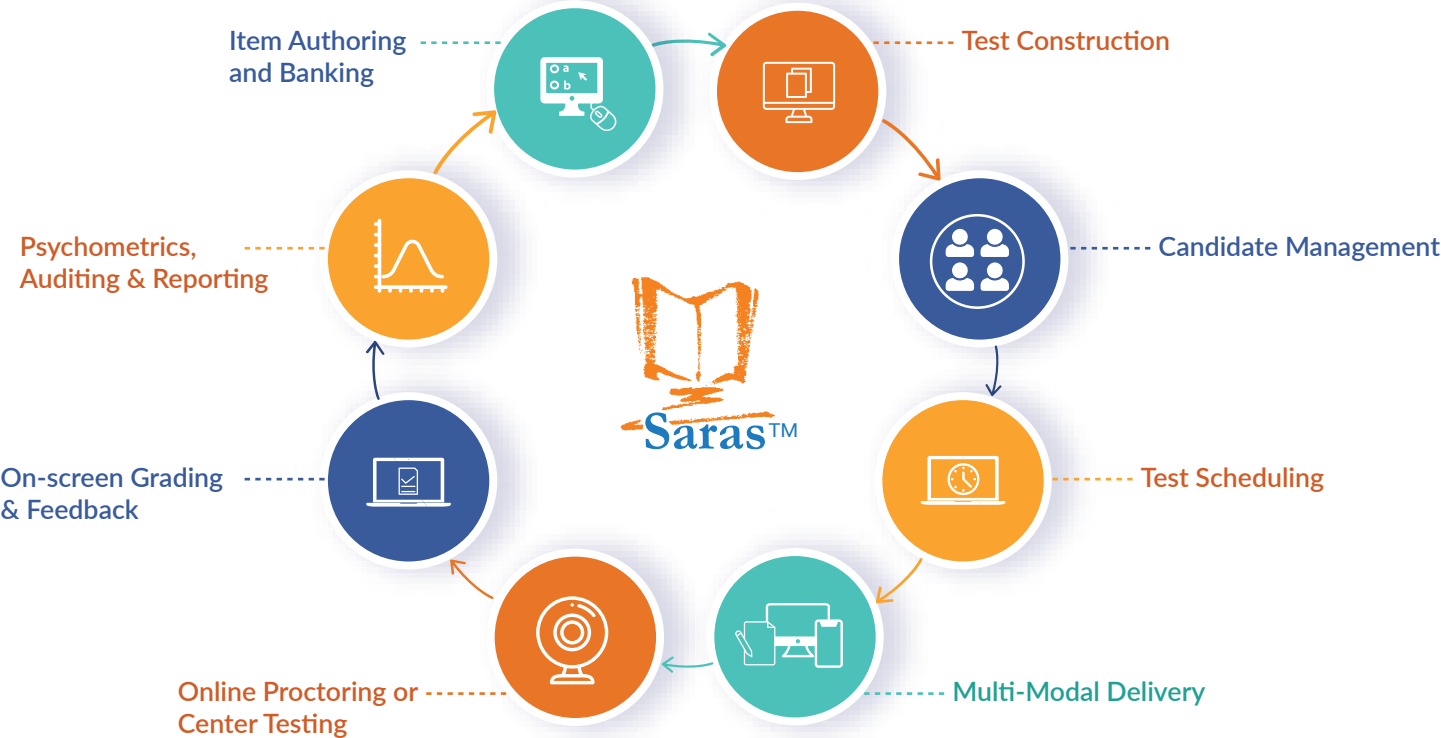 Item Authoring
and Banking
Test Construction
a
b
Psychometrics,
Auditing & Reporting
Candidate Management
Saras™
On-screen Grading
& Feedback
Test Scheduling
Online Proctoring or
Center Testing
Multi-Modal Delivery